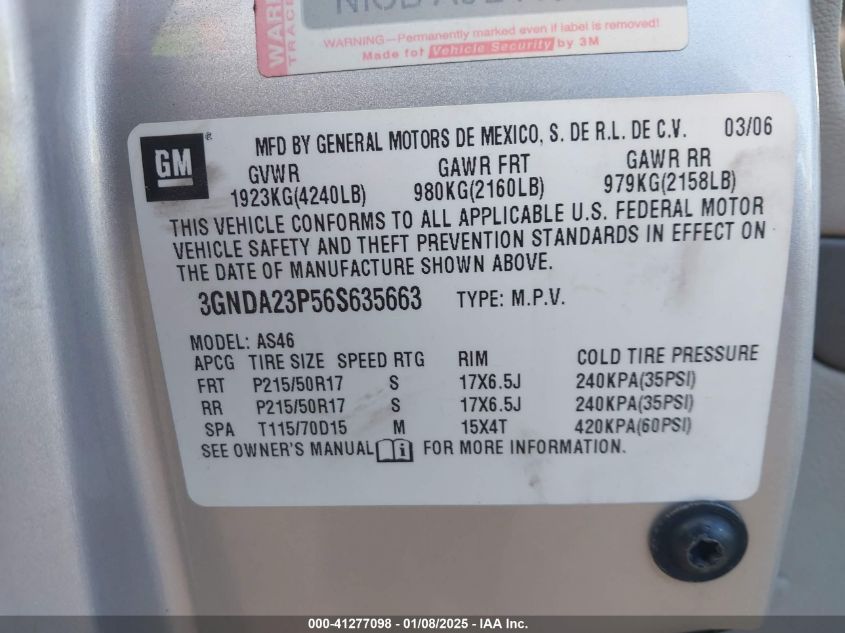 WARNING—Permanently marked even if label is removed!
Made for Vehicle Security by 3M
GM
MFD BY GENERAL MOTORS DE MEXICO, S. DE R.L. DE C.V. 03/06
GVWR GAWR FRT GAWR RR
1923KG(4240LB) 980KG(2160LB) 979KG(2158LB)
THIS VEHICLE CONFORMS TO ALL APPLICABLE U.S. FEDERAL MOTOR
VEHICLE SAFETY AND THEFT PREVENTION STANDARDS IN EFFECT ON
THE DATE OF MANUFACTURE SHOWN ABOVE.
3GNDA23P56S635663 TYPE: M.P.V.
MODEL: AS46
APCG TIRE SIZE SPEED RTG RIM COLD TIRE PRESSURE
FRT P215/50R17 S 17X6.5J 240KPA(35PSI)
RR P215/50R17 S 17X6.5J 240KPA(35PSI)
SPA T115/70D15 M 15X4T 420KPA(60PSI)
SEE OWNER'S MANUAL i FOR MORE INFORMATION.
000-41277098 - 01/08/2025 - IAAI.com